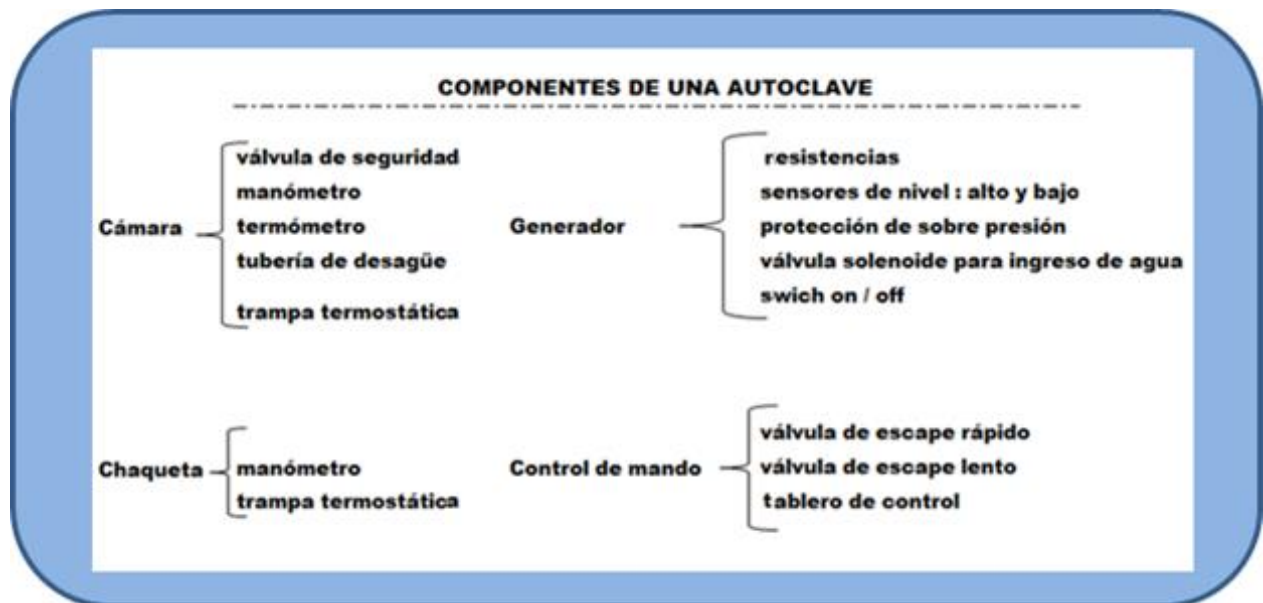 COMPONENTES DE UNA AUTOCLAVE
Cámara
válvula de seguridad
manómetro
termómetro
tubería de desagüe
trampa termostática
Generador
resistencias
sensores de nivel : alto y bajo
protección de sobre presión
válvula solenoide para ingreso de agua
swich on / off
Chaqueta
manómetro
trampa termostática
Control de mando
válvula de escape rápido
válvula de escape lento
tablero de control